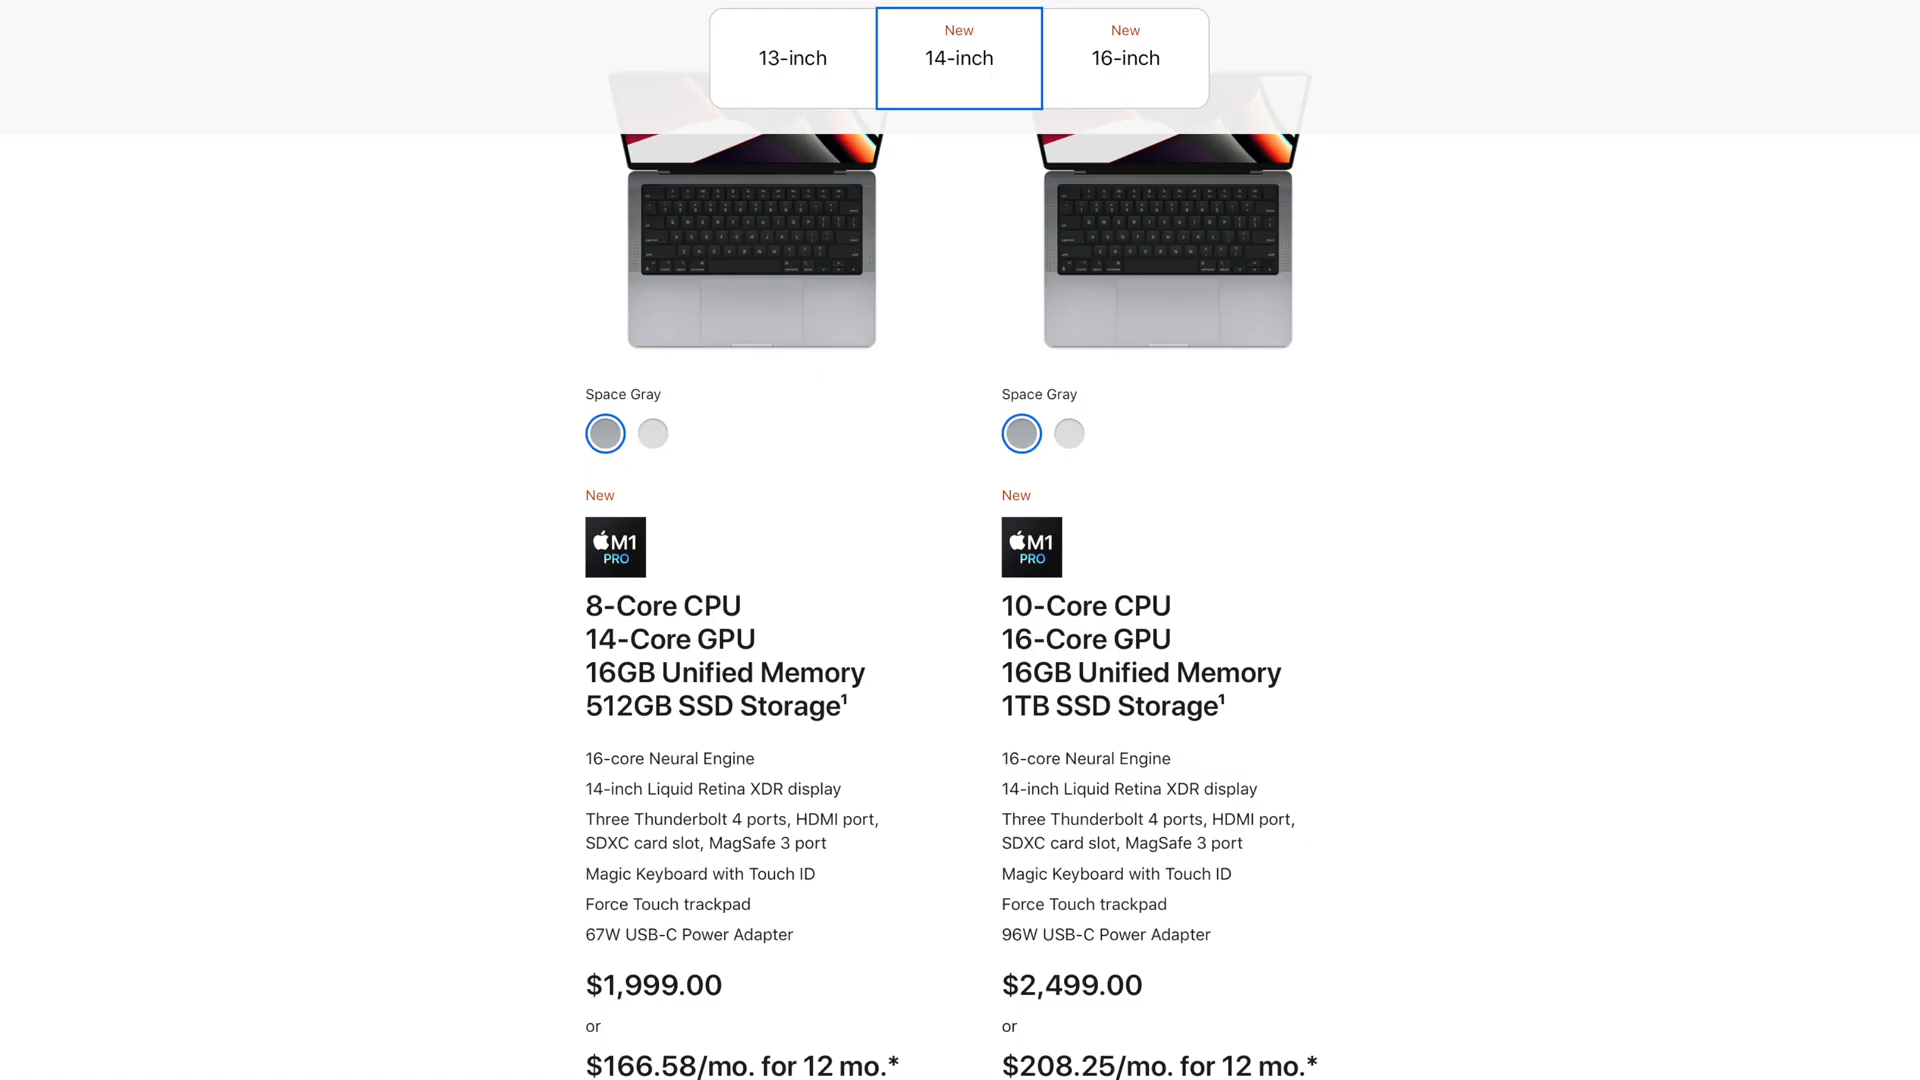 13-inch
New
14-inch
New
16-inch
Space Gray
New
M1
PRO
8-Core CPU
14-Core GPU
16GB Unified Memory
512GB SSD Storage¹
16-core Neural Engine
14-inch Liquid Retina XDR display
Three Thunderbolt 4 ports, HDMI port,
SDXC card slot, MagSafe 3 port
Magic Keyboard with Touch ID
Force Touch trackpad
67W USB-C Power Adapter
$1,999.00
or
$166.58/mo. for 12 mo.*
Space Gray
New
M1
PRO
10-Core CPU
16-Core GPU
16GB Unified Memory
1TB SSD Storage¹
16-core Neural Engine
14-inch Liquid Retina XDR display
Three Thunderbolt 4 ports, HDMI port,
SDXC card slot, MagSafe 3 port
Magic Keyboard with Touch ID
Force Touch trackpad
96W USB-C Power Adapter
$2,499.00
or
$208.25/mo. for 12 mo.*